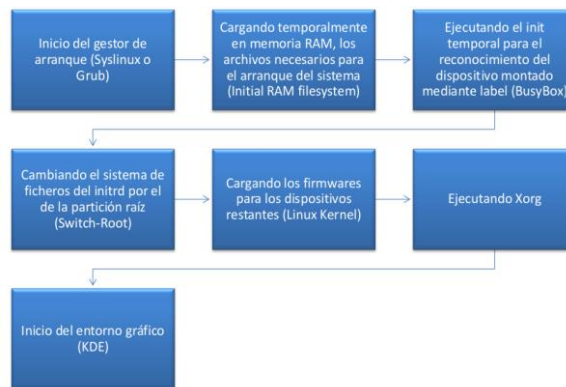 Inicio del gestor de
arranque (Syslinux o
Grub)
Cargando temporalmente
en memoria RAM, los
archivos necesarios para
el arranque del sistema
(Initial RAM filesystem)
Ejecutando el init
temporal para el
reconocimiento del
dispositivo montado
mediante label (BusyBox)
Cambiando el sistema de
ficheros del initrd por el
de la partición raíz
(Switch-Root)
Cargando los firmwares
para los dispositivos
restantes (Linux Kernel)
Ejecutando Xorg
Inicio del entorno gráfico
(KDE)